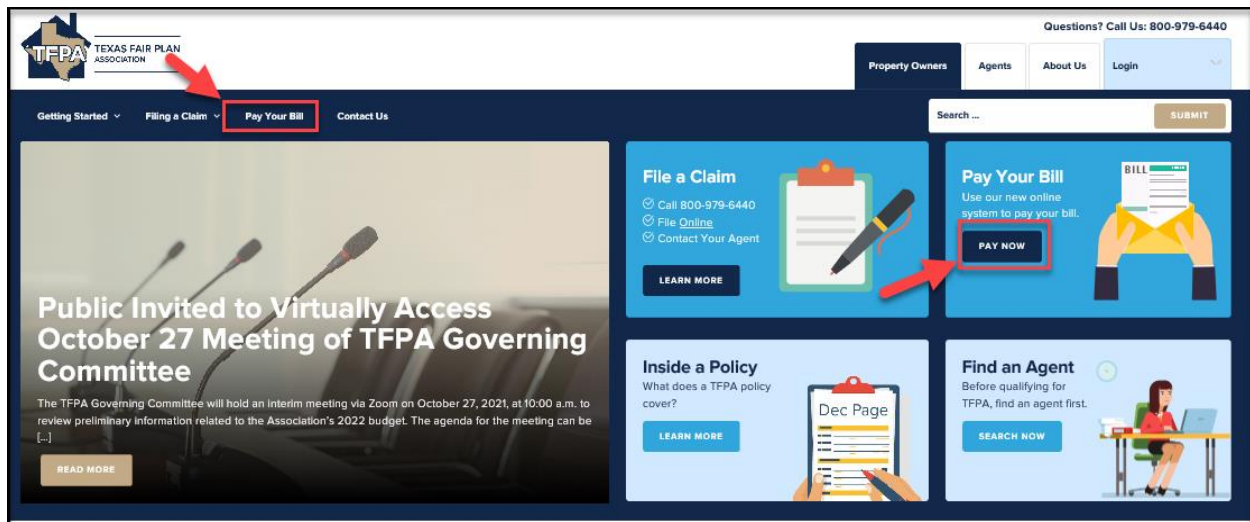 Questions? Call Us: 800-979-6440
TFPA
TEXAS FAIR PLAN
ASSOCIATION
Property Owners
Agents
About Us
Login
Getting Started
Filing a Claim
Pay Your Bill
Contact Us
Search ...
SUBMIT
Public Invited to Virtually Access
October 27 Meeting of TFPA Governing
Committee
The TFPA Governing Committee will hold an interim meeting via Zoom on October 27, 2021, at 10:00 a.m. to
review preliminary information related to the Association's 2022 budget. The agenda for the meeting can be
[...]
READ MORE
File a Claim
Call 800-979-6440
File Online
Contact Your Agent
LEARN MORE
Pay Your Bill
Use our new online
system to pay your bill.
PAY NOW
BILL
Inside a Policy
What does a TFPA policy
cover?
LEARN MORE
Dec Page
Find an Agent
Before qualifying for
TFPA, find an agent first.
SEARCH NOW